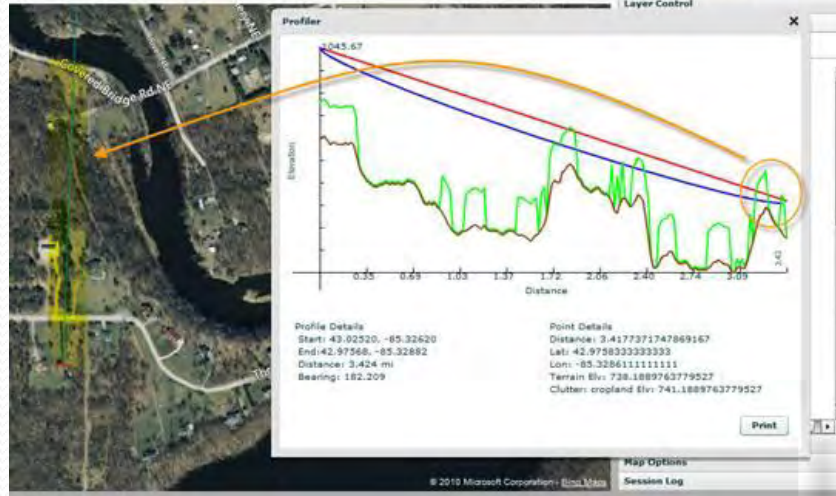 Layer Control
Profiler
1045.67
Elevation
0.35 0.69 1.03 1.37 1.72 2.06 2.40 2.74 3.09
3.42
Distance
Profile Details
Start: 43.02520, -85.32620
End:42.97568, -85.32882
Distance: 3.424 mi
Bearing: 182.209
Point Details
Distance: 3.4177371747869167
Lat: 42.9758333333333
Lon: -85.3286111111111
Terrain Elv: 738.1889763779527
Clutter: cropland Elv: 741.1889763779527
Print
Covered Bridge Rd NE
© 2010 Microsoft Corporation - Bing Maps
Map Options
Session Log